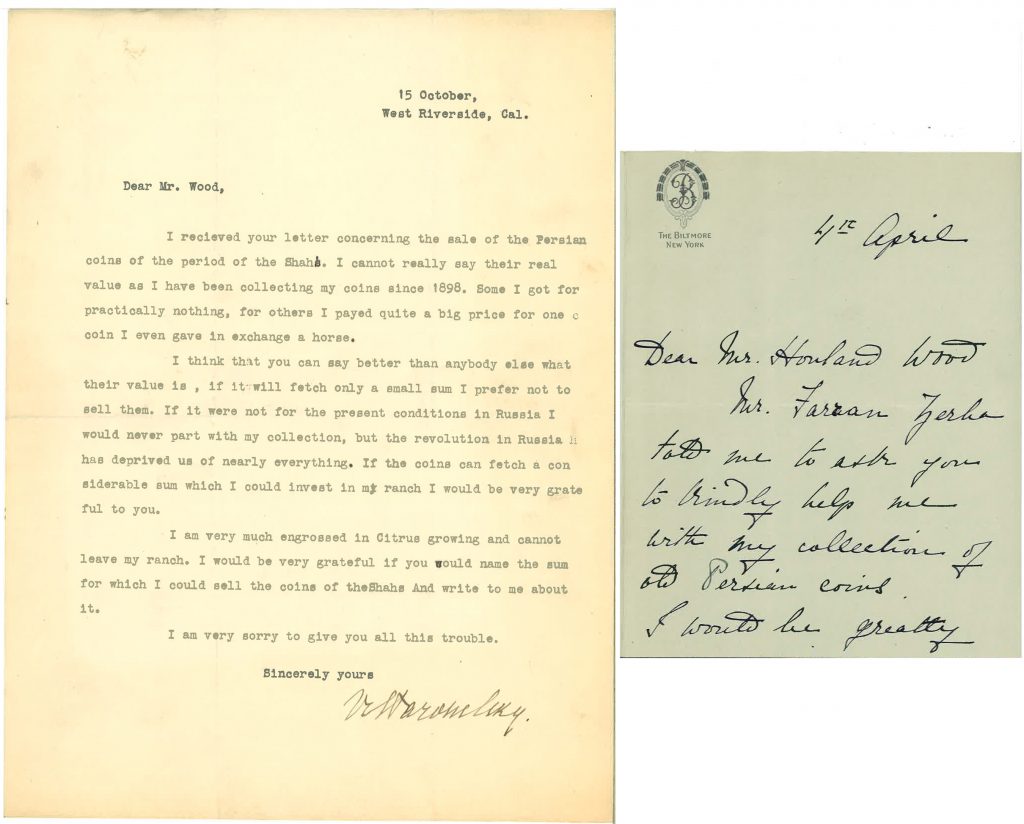 15 October,
West Riverside, Cal.
Dear Mr. Wood,
I recieved your letter concerning the sale of the Persian
coins of the period of the Shahs. I cannot really say their real
value as I have been collecting my coins since 1898. Some I got for
practically nothing, for others I payed quite a big price for one c
coin I even gave in exchange a horse.
I think that you can say better than anybody else what
their value is , if it will fetch only a small sum I prefer not to
sell them. If it were not for the present conditions in Russia I
would never part with my collection, but the revolution in Russia
has deprived us of nearly everything. If the coins can fetch a con
siderable sum which I could invest in my ranch I would be very grate
ful to you.
I am very much engrossed in Citrus growing and cannot
leave my ranch. I would be very grateful if you would name the sum
for which I could sell the coins of theShahs And write to me about
it.
I am very sorry to give you all this trouble.
Sincerely yours
B
THE BILTMORE
NEW YORK
April
Dear Mr. Howland Wood
Mr. Faraan
told me to ask you
to kindly help me
with my collection of
old Persian coins.
I would be greatly